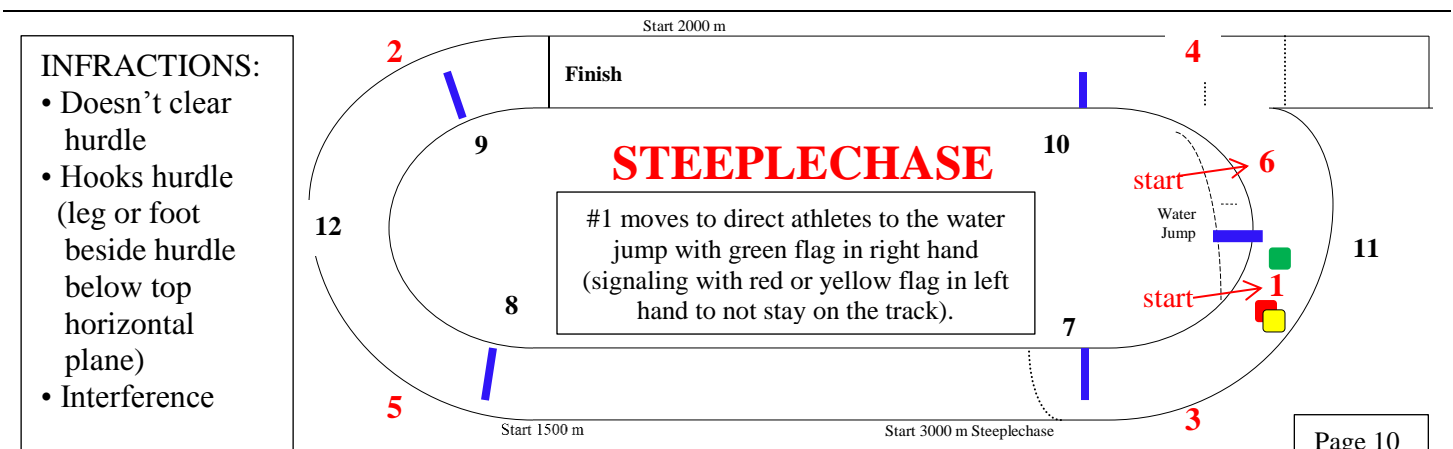 Start 2000 m
INFRACTIONS:
• Doesn’t clear
hurdle
• Hooks hurdle
(leg or foot
beside hurdle
below top
horizontal
plane)
• Interference
2
4
Finish
9
10
STEEPLECHASE
6
start
12
#1 moves to direct athletes to the water
jump with green flag in right hand
(signaling with red or yellow flag in left
hand to not stay on the track).
Water
Jump
11
8
7
start
1
5
3
Start 1500 m
Start 3000 m Steeplechase
Page 10